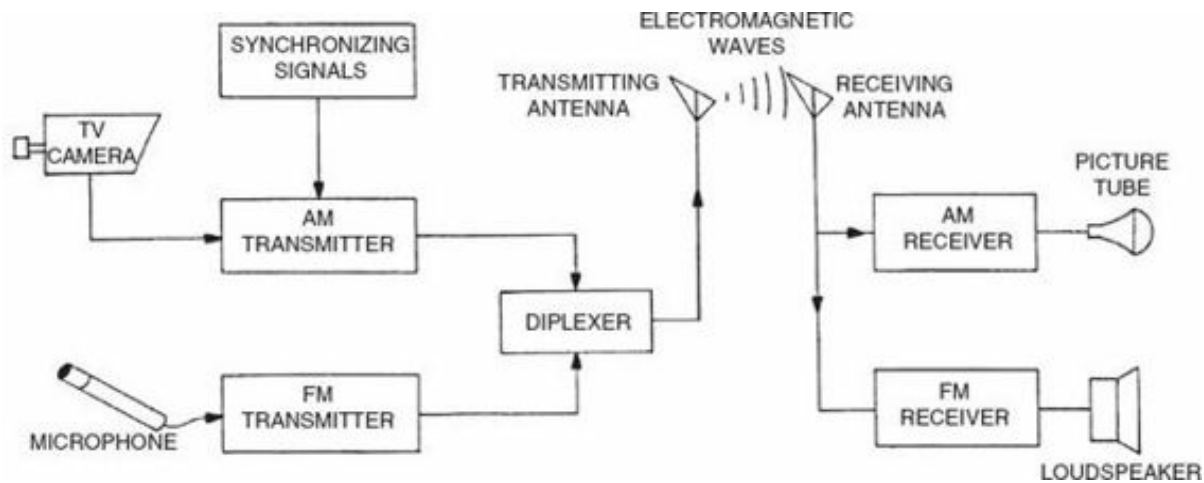 ELECTROMAGNETIC
WAVES
SYNCHRONIZING
SIGNALS
TRANSMITTING
ANTENNA
RECEIVING
ANTENNA
TV
CAMERA
PICTURE
TUBE
AM
TRANSMITTER
AM
RECEIVER
DIPLEXER
FM
TRANSMITTER
FM
RECEIVER
MICROPHONE
LOUDSPEAKER